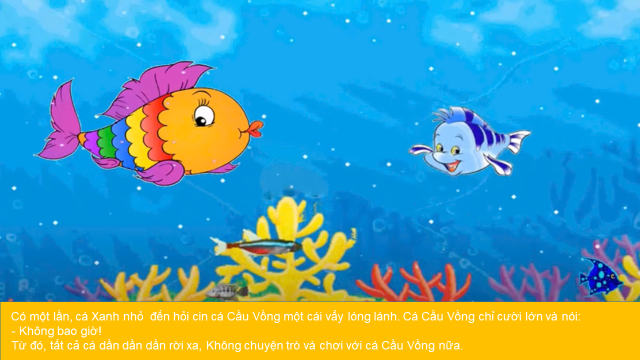 Có một lần, cá Xanh nhỏ đến hỏi cin cá Cầu Vồng một cái vẩy lóng lánh. Cá Cầu Vồng chỉ cười lớn và nói:
- Không bao giờ!
Từ đó, tất cả cá dần dần dần rời xa, Không chuyện trò và chơi với cá Cầu Vồng nữa.